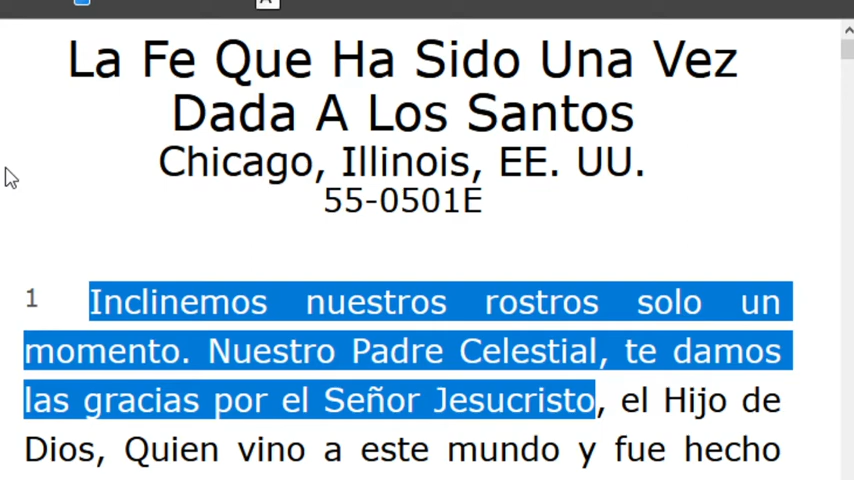 La Fe Que Ha Sido Una Vez
Dada A Los Santos
Chicago, Illinois, EE. UU.
55-0501E
1 Inclinemos nuestros rostros solo un
momento. Nuestro Padre Celestial, te damos
las gracias por el Señor Jesucristo, el Hijo de
Dios, Quien vino a este mundo y fue hecho